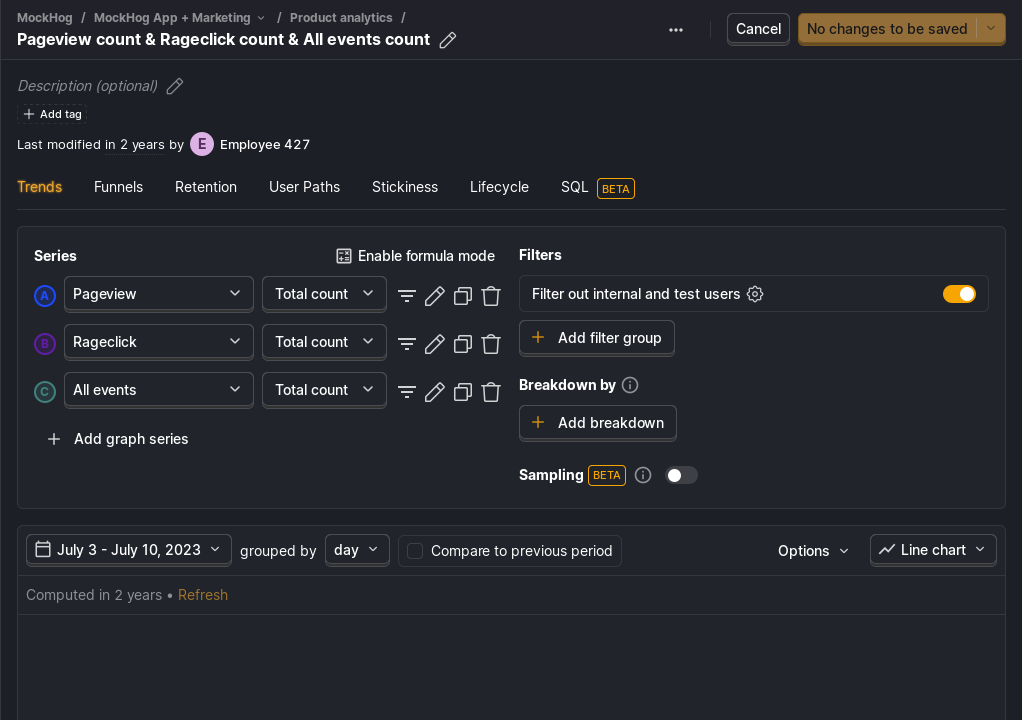 MockHog / MockHog App + Marketing / Product analytics /
Pageview count & Rageclick count & All events count
Cancel
No changes to be saved
Description (optional)
Add tag
Last modified in 2 years by E Employee 427
Trends Funnels Retention User Paths Stickiness Lifecycle SQL BETA
Series
Enable formula mode
A Pageview Total count
B Rageclick Total count
C All events Total count
Add graph series
Filters
Filter out internal and test users
Add filter group
Breakdown by
Add breakdown
Sampling BETA
July 3 - July 10, 2023 grouped by day Compare to previous period Options Line chart
Computed in 2 years • Refresh